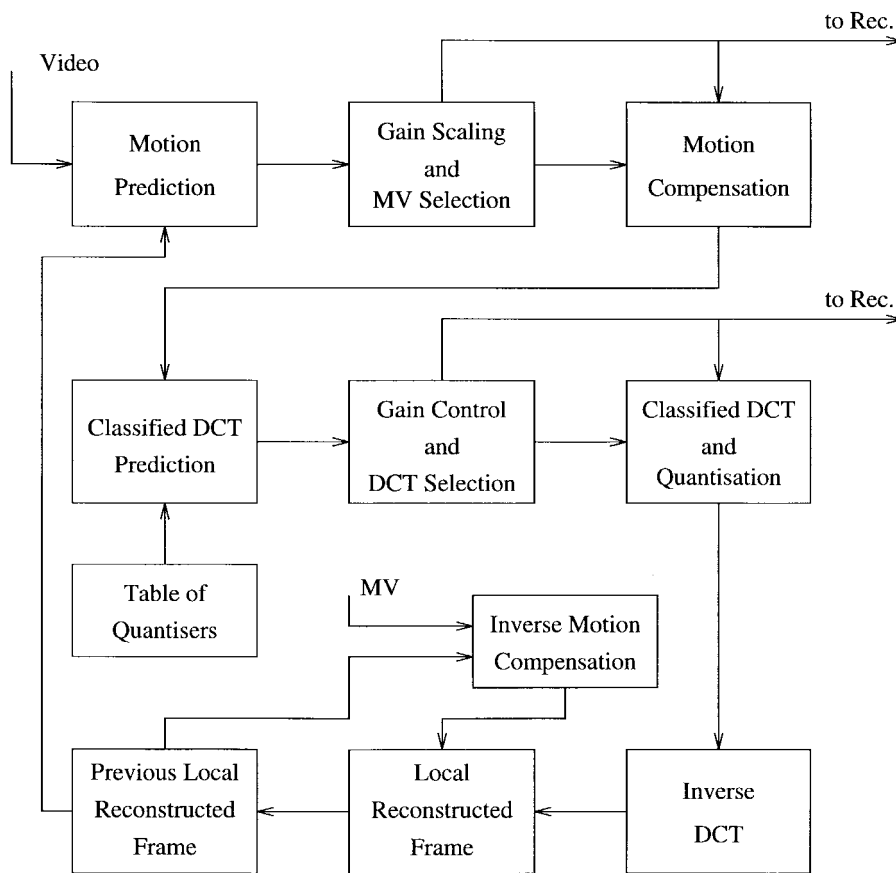 to Rec.
Video
Motion
Prediction
Gain Scaling
and
MV Selection
Motion
Compensation
to Rec.
Classified DCT
Prediction
Gain Control
and
DCT Selection
Classified DCT
and
Quantisation
Table of
Quantisers
MV
Inverse Motion
Compensation
Previous Local
Reconstructed
Frame
Local
Reconstructed
Frame
Inverse
DCT